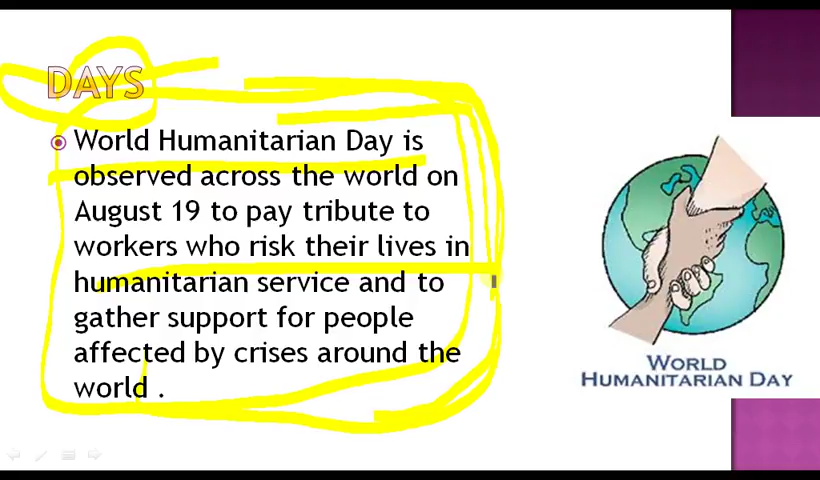 DAYS
World Humanitarian Day is
observed across the world on
August 19 to pay tribute to
workers who risk their lives in
humanitarian service and to
gather support for people
affected by crises around the
world .
WORLD
HUMANITARIAN DAY